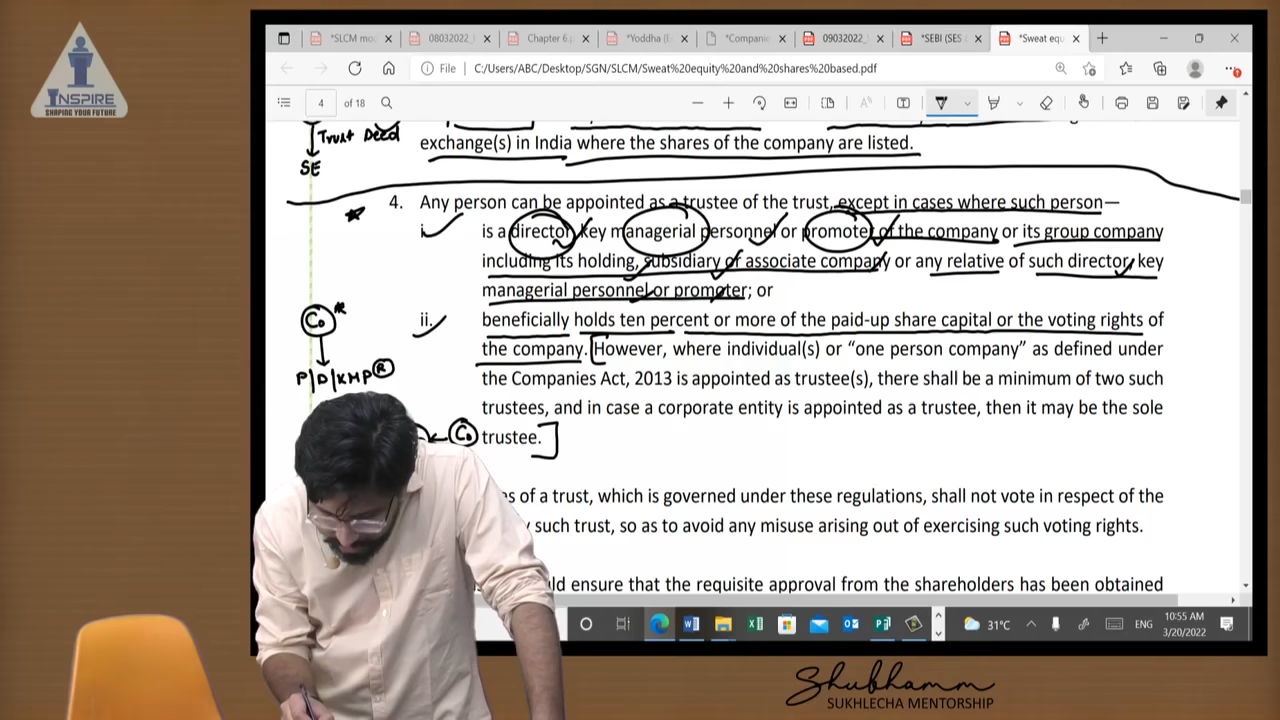 INSPIRE
SHAPING YOUR FUTURE
*SLCM mo
08032022_
Chapter 6.p
*Yoddha (E
*Companie
09032022_
*SEBI (SES
*Sweat equ
File
C:/Users/ABC/Desktop/SGN/SLCM/Sweat%20equity%20and%20shares%20based.pdf
4 of 18
Trust Deed
SE
exchange(s) in India where the shares of the company are listed.
4. Any person can be appointed as a trustee of the trust, except in cases where such person—
i. is a director, key managerial personnel or promoter of the company or its group company
including its holding, subsidiary of associate company or any relative of such director, key
managerial personnel or promoter; or
ii. beneficially holds ten percent or more of the paid-up share capital or the voting rights of
the company. However, where individual(s) or “one person company” as defined under
the Companies Act, 2013 is appointed as trustee(s), there shall be a minimum of two such
trustees, and in case a corporate entity is appointed as a trustee, then it may be the sole
trustee.
Co
P|D|KMP R
Co
of a trust, which is governed under these regulations, shall not vote in respect of the
such trust, so as to avoid any misuse arising out of exercising such voting rights.
ensure that the requisite approval from the shareholders has been obtained
31°C
ENG
10:55 AM
3/20/2022
Shubhamm
SUKHLECHA MENTORSHIP